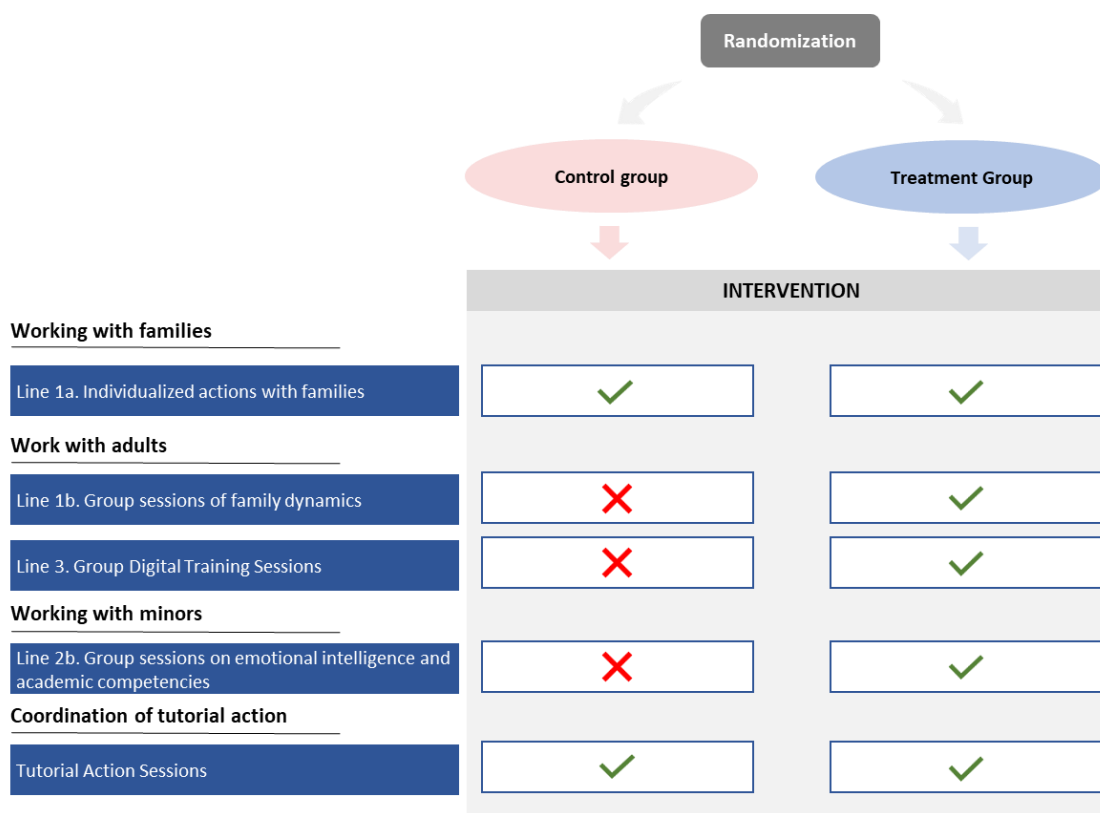 Randomization
Control group
Treatment Group
INTERVENTION
Working with families
Line 1a. Individualized actions with families
Work with adults
Line 1b. Group sessions of family dynamics
Line 3. Group Digital Training Sessions
Working with minors
Line 2b. Group sessions on emotional intelligence and
academic competencies
Coordination of tutorial action
Tutorial Action Sessions